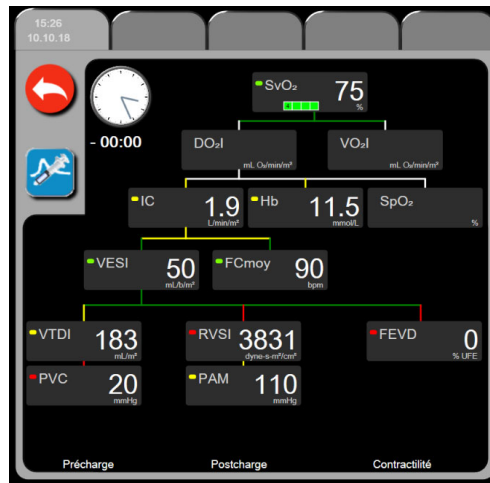 15:26
10.10.18
- 00:00
SvO₂ 75
4 %
DO₂I VO₂I
mL O₂/min/m² mL O₂/min/m²
IC 1.9 Hb 11.5 SpO₂
L/min/m² mmol/L %
VESI 50 FCmoy 90
mL/b/m² bpm
VTDI 183 RVSI 3831 FEVD 0
mL/m² dyne-s-m²/cm⁵ % UFE
PVC 20 PAM 110
mmHg mmHg
Précharge Postcharge Contractilité